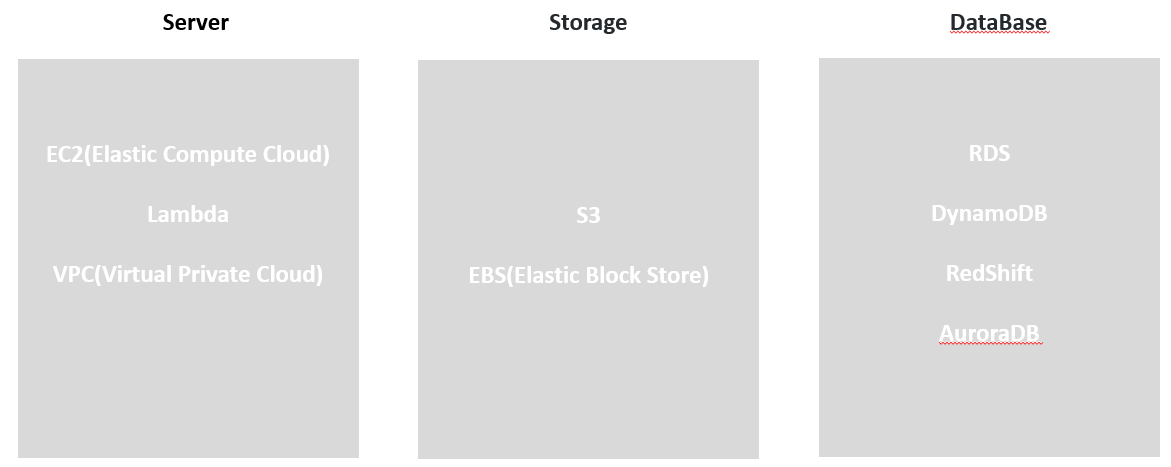 Server
EC2(Elastic Compute Cloud)
Lambda
VPC(Virtual Private Cloud)
Storage
S3
EBS(Elastic Block Store)
DataBase
RDS
DynamoDB
RedShift
AuroraDB